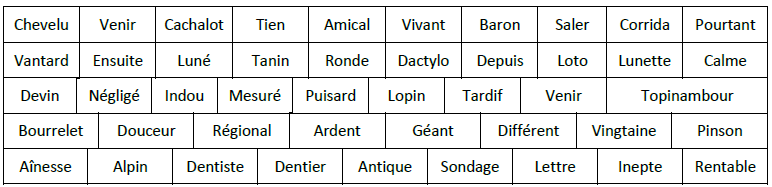 Chevelu Venir Cachalot Tien Amical Vivant Baron Saler Corrida Pourtant
Vantard Ensuite Luné Tanin Ronde Dactylo Depuis Loto Lunette Calme
Devin Négligé Indou Mesuré Puisard Lopin Tardif Venir Topinambour
Bourrelet Douceur Régional Ardent Géant Différent Vingtaine Pinson
Aînesse Alpin Dentiste Dentier Antique Sondage Lettre Inepte Rentable